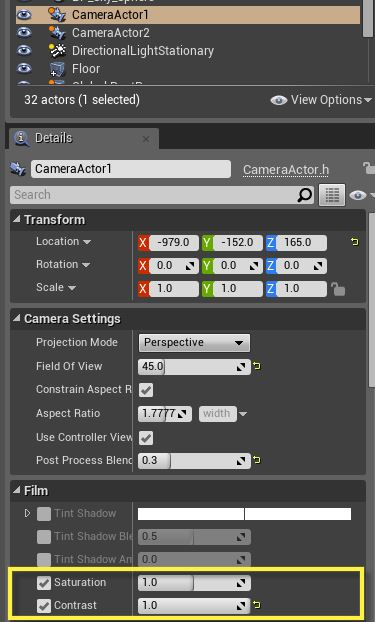 CameraActor1
CameraActor2
DirectionalLightStationary
Floor
32 actors (1 selected) View Options
Details
CameraActor1 CameraActor.h
Search
Transform
Location X -979.0 Y -152.0 Z 165.0
Rotation X 0.0 Y 0.0 Z 0.0
Scale X 1.0 Y 1.0 Z 1.0
Camera Settings
Projection Mode Perspective
Field Of View 45.0
Constrain Aspect R
Aspect Ratio 1.7777 width
Use Controller View
Post Process Blend 0.3
Film
Tint Shadow
Tint Shadow Ble 0.5
Tint Shadow Am 0.0
Saturation 1.0
Contrast 1.0